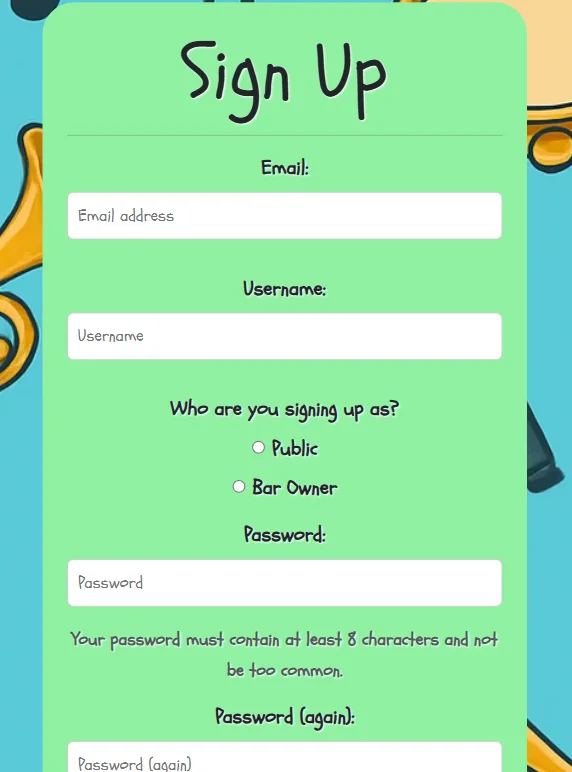 Sign Up
Email:
Email address
Username:
Username
Who are you signing up as?
Public
Bar Owner
Password:
Password
Your password must contain at least 8 characters and not
be too common.
Password (again):
Password (again)